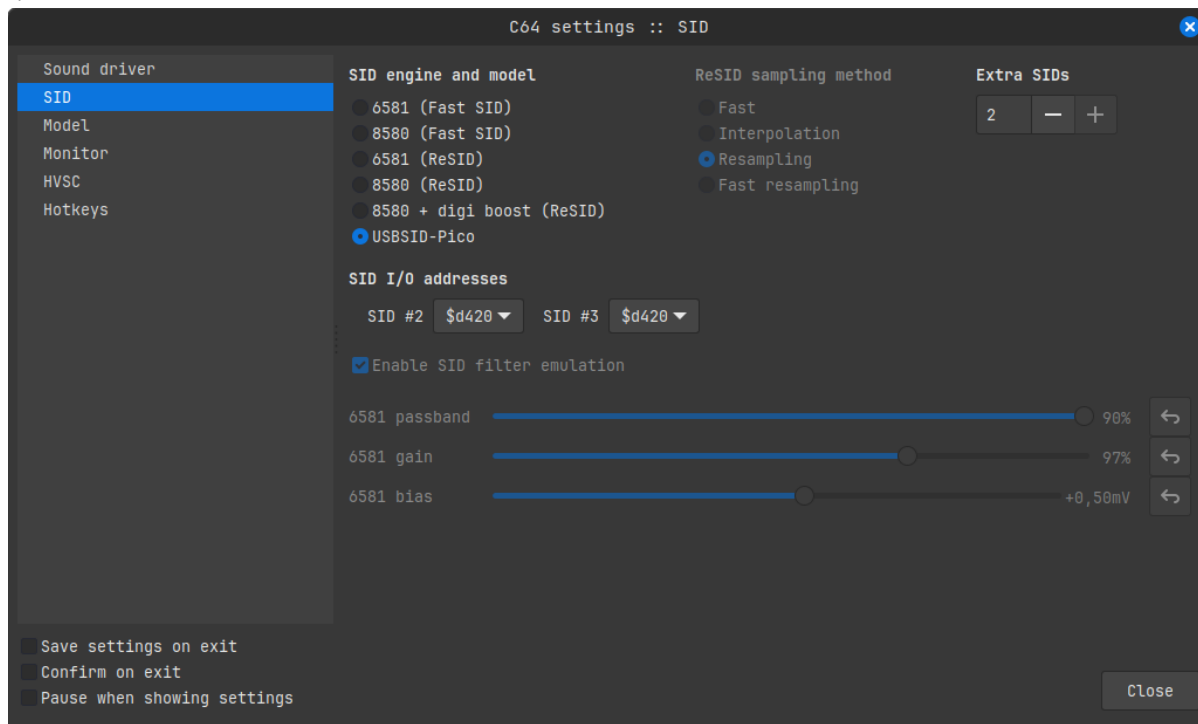 C64 settings :: SID
Sound driver
SID
Model
Monitor
HVSC
Hotkeys
SID engine and model
6581 (Fast SID)
8580 (Fast SID)
6581 (ReSID)
8580 (ReSID)
8580 + digi boost (ReSID)
USBSID-Pico
ReSID sampling method
Fast
Interpolation
Resampling
Fast resampling
Extra SIDs
2
SID I/O addresses
SID #2 $d420 SID #3 $d420
Enable SID filter emulation
6581 passband 90%
6581 gain 97%
6581 bias +0,50mV
Save settings on exit
Confirm on exit
Pause when showing settings
Close